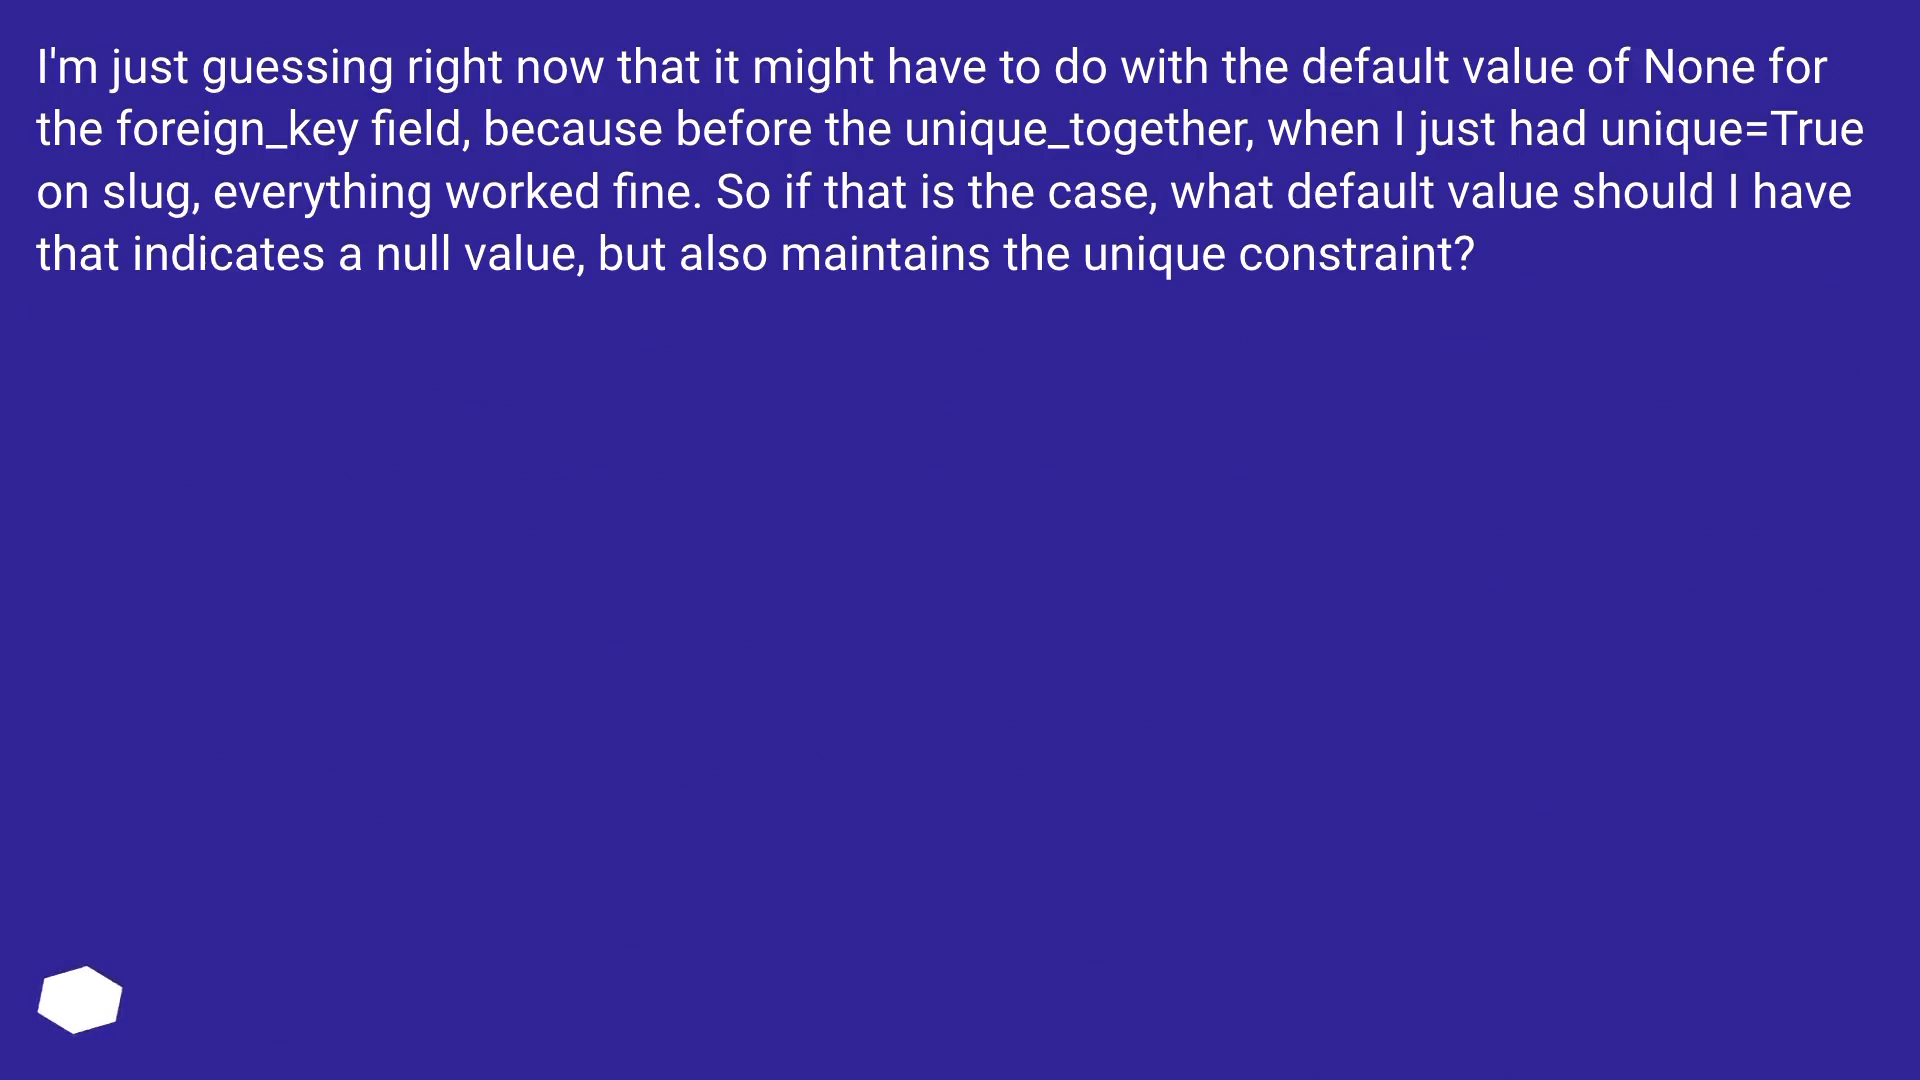 I'm just guessing right now that it might have to do with the default value of None for
the foreign_key field, because before the unique_together, when I just had unique=True
on slug, everything worked fine. So if that is the case, what default value should I have
that indicates a null value, but also maintains the unique constraint?